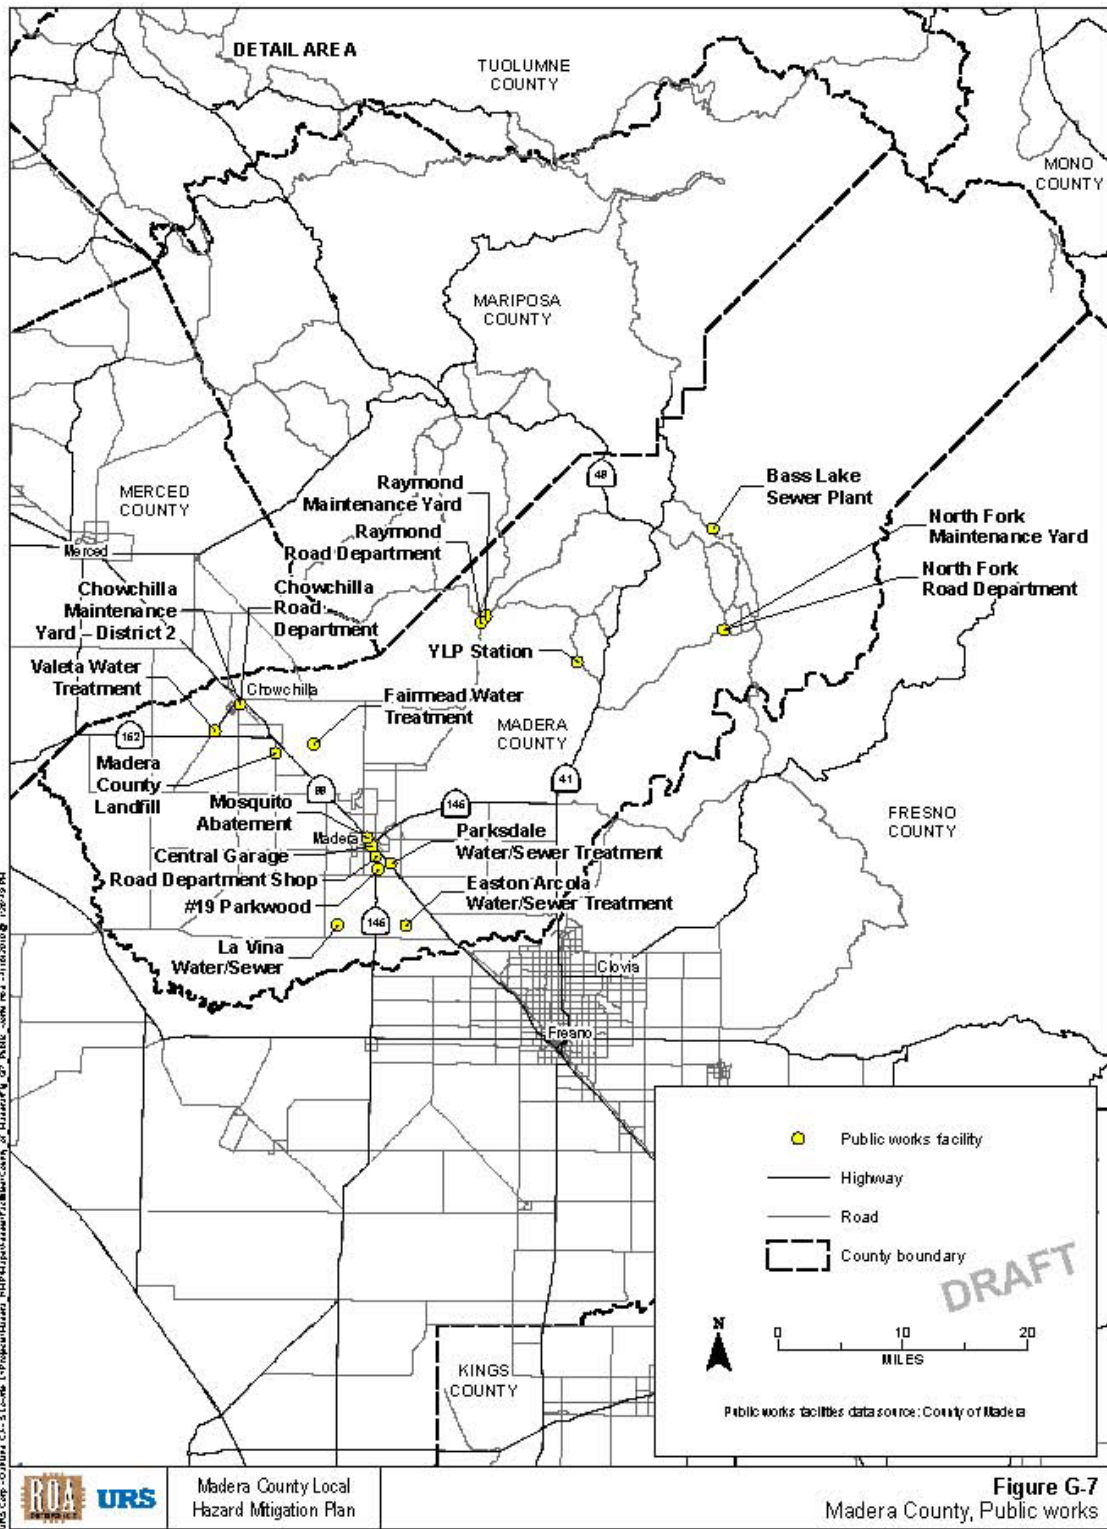 DETAIL AREA
TUOLUMNE
COUNTY
MONO
COUNTY
MARIPOSA
COUNTY
48
MERCED
COUNTY
Merced
Raymond
Maintenance Yard
Raymond
Road Department
Bass Lake
Sewer Plant
North Fork
Maintenance Yard
North Fork
Road Department
Chowchilla
Maintenance
Yard – District 2
Chowchilla
Road
Department
YLP Station
Valeta Water
Treatment
Chowchilla
Fairmead Water
Treatment
MADERA
COUNTY
162
Madera
County
Landfill
41
Mosquito
Abatement
146
FRESNO
COUNTY
Madera
Parksdale
Water/Sewer Treatment
Central Garage
Road Department Shop
Easton Arcola
Water/Sewer Treatment
#19 Parkwood
146
La Vina
Water/Sewer
Clovis
Fresno
Public works facility
Highway
Road
County boundary
DRAFT
N
0 10 20
MILES
KINGS
COUNTY
Public works facilities data source: County of Madera
ROA
URS
Madera County Local
Hazard Mitigation Plan
Figure G-7
Madera County, Public works